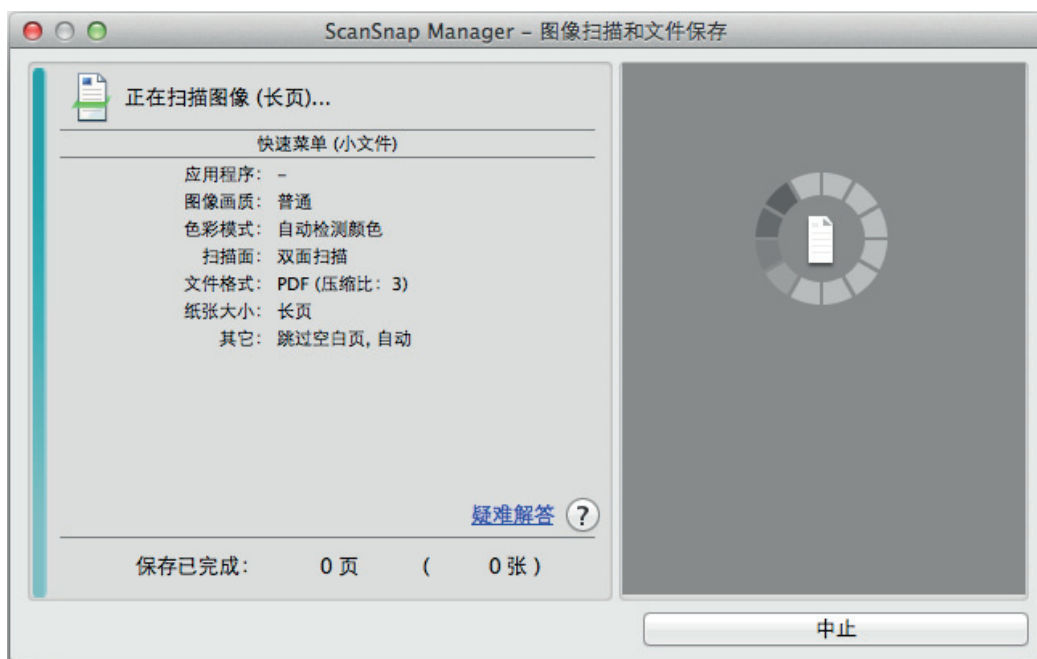 ScanSnap Manager – 图像扫描和文件保存
正在扫描图像 (长页)...
快速菜单 (小文件)
应用程序: –
图像画质: 普通
色彩模式: 自动检测颜色
扫描面: 双面扫描
文件格式: PDF (压缩比: 3)
纸张大小: 长页
其它: 跳过空白页, 自动
疑难解答 ?
保存已完成: 0 页 ( 0 张 )
中止